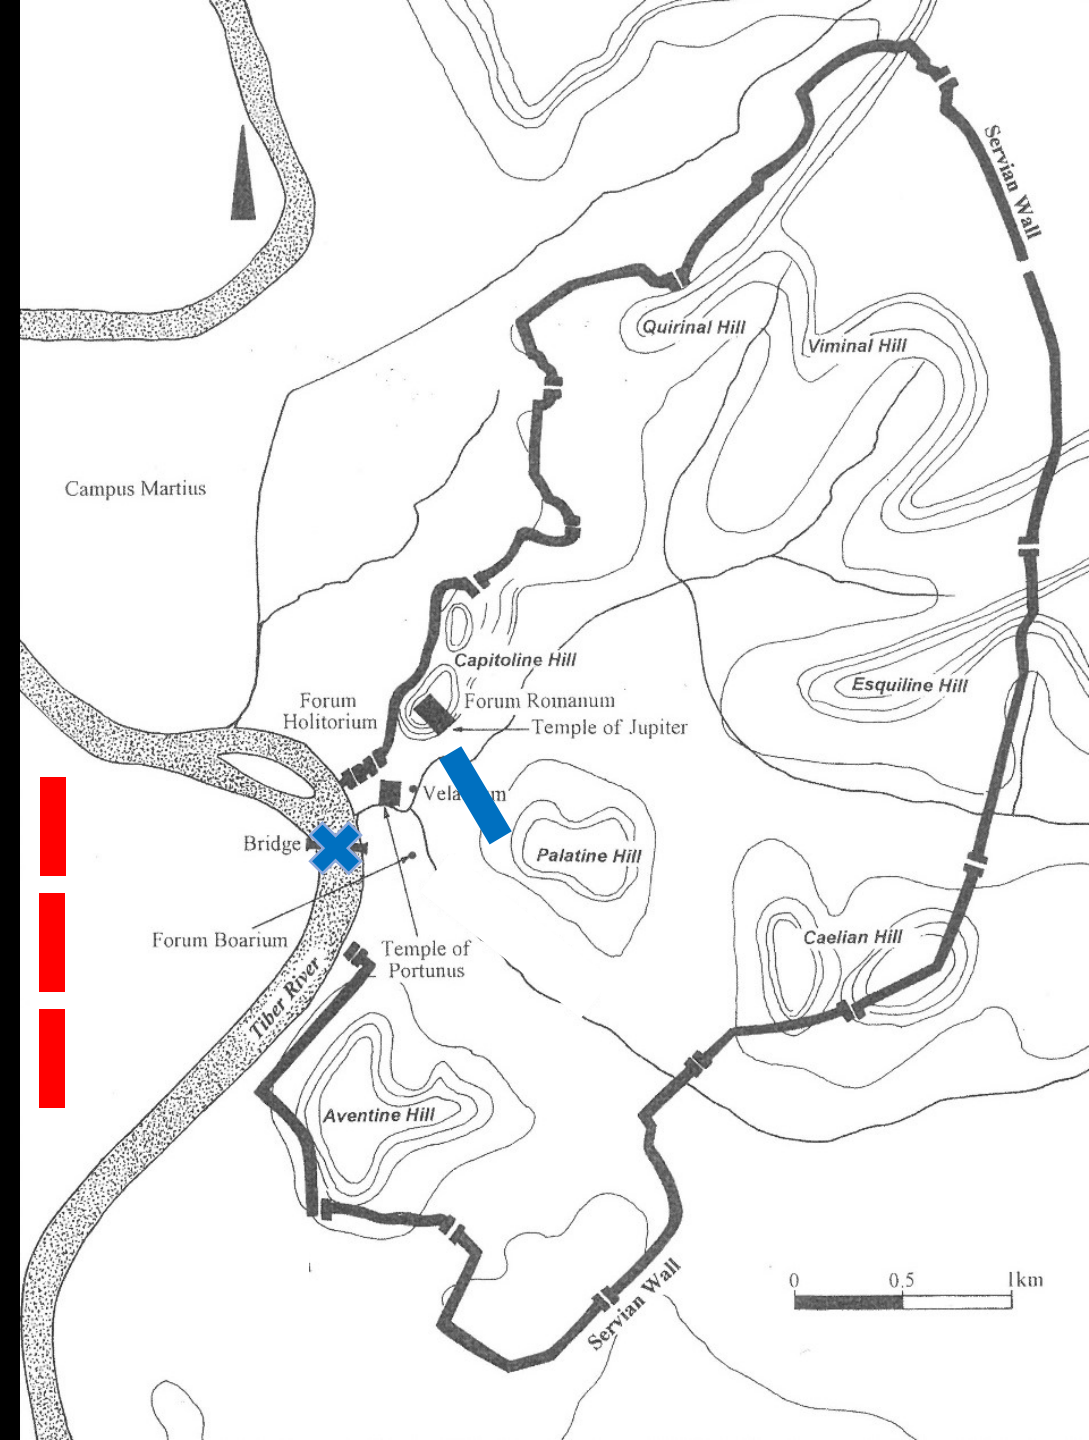 Servian Wall
Quirinal Hill
Viminal Hill
Campus Martius
Capitoline Hill
Esquiline Hill
Forum
Holitorium
Forum Romanum
Temple of Jupiter
Bridge
Palatine Hill
Forum Boarium
Temple of
Portunus
Caelian Hill
Tiber River
Aventine Hill
Servian Wall
0 0.5 1km